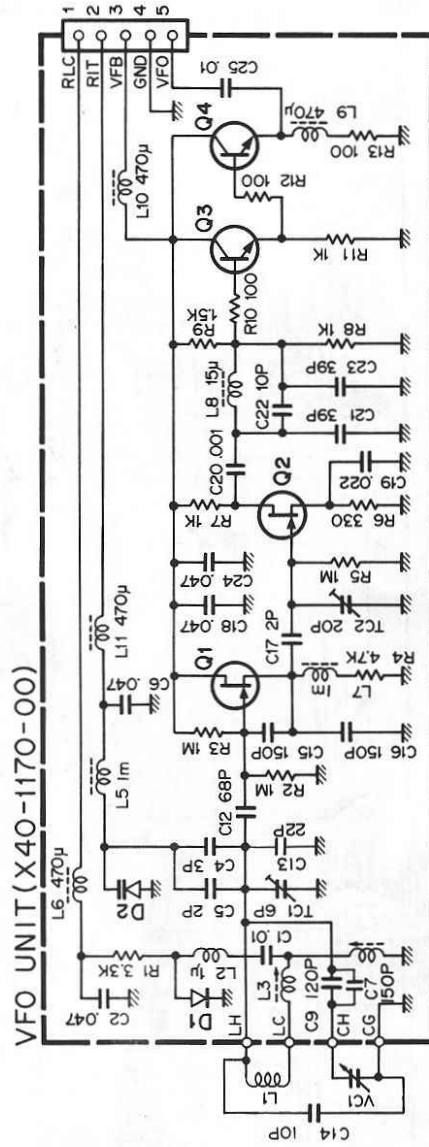 VFO UNIT (X40-1170-00)
RLC 1
RIT 2
VFB 3
GND 4
VFO 5
C25 .01
L10 470μ
Q4
L9 470μ
R13 100
R12 100
Q3
R11 1K
R10 100
R9 1.5K
L8 15μ
R8 1K
C22 10P
C23 39P
C21 39P
C20 .001
Q2
R7 1K
C19 .022
R6 330
C24 .047
C18 .047
R5 1M
TC2 20P
C17 2P
Q1
L11 470μ
C6 .047
R3 1M
1m
L7
R4 4.7K
C15 150P
C16 150P
L5 1m
R2 1M
C12 68P
L6 470μ
D2
C4 3P
C13 22P
C5 2P
TC1 6P
R1 3.3K
L2 1μ
C1 .01
C2 .047
D1
L3
LH
LC
C9 120P
C7 150P
CH
CG
L1
VC1
C14 10P